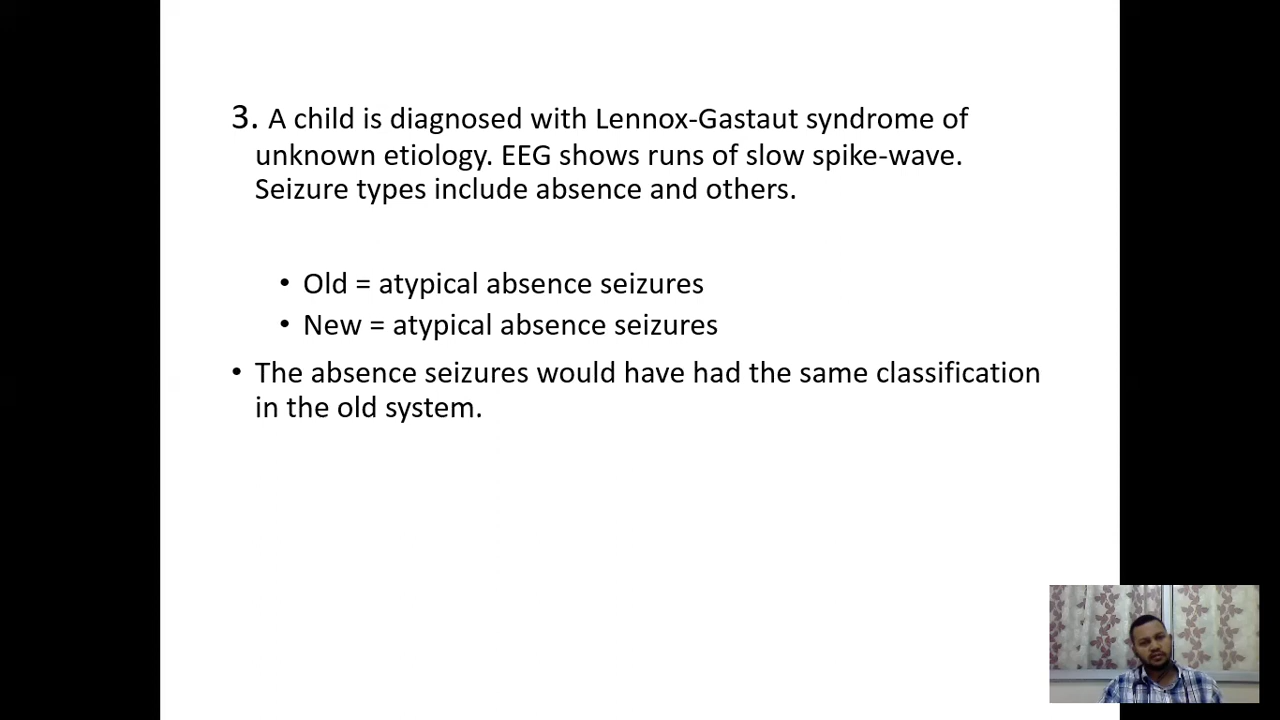 3. A child is diagnosed with Lennox-Gastaut syndrome of
unknown etiology. EEG shows runs of slow spike-wave.
Seizure types include absence and others.
• Old = atypical absence seizures
• New = atypical absence seizures
• The absence seizures would have had the same classification
in the old system.